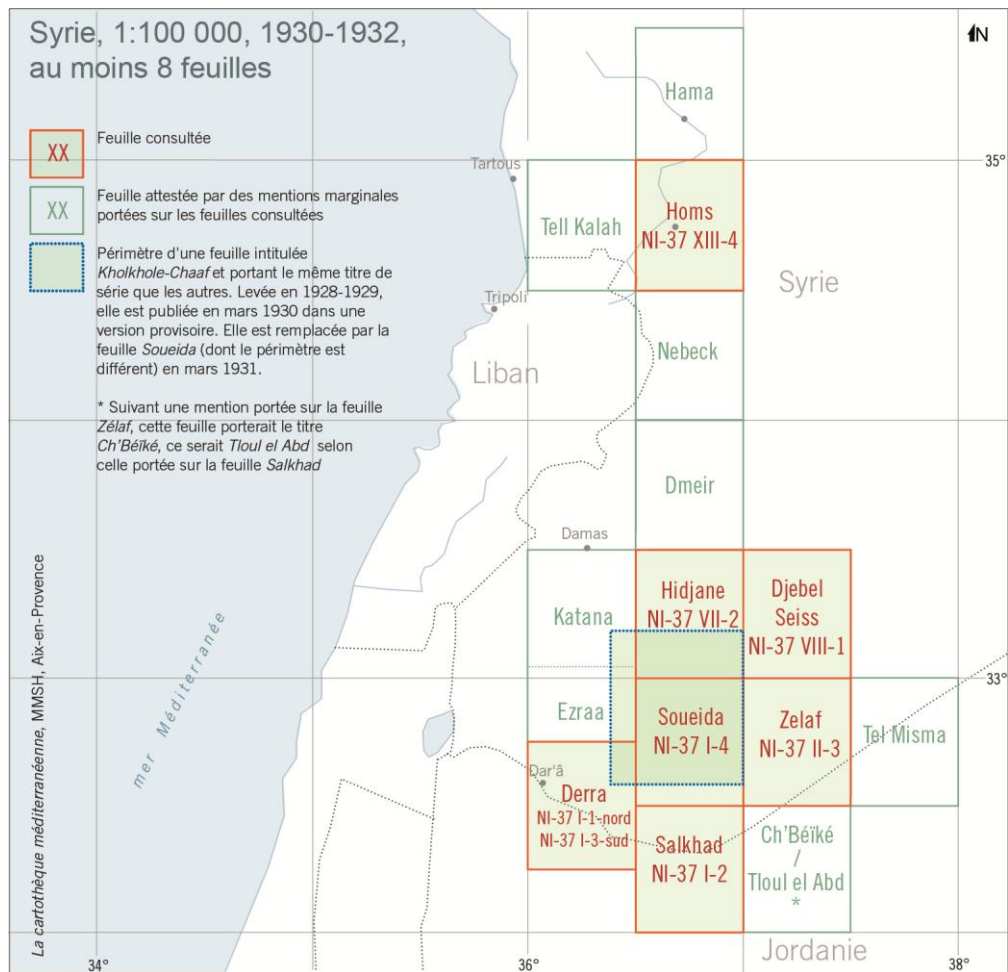 Syrie, 1:100 000, 1930-1932,
au moins 8 feuilles
N
XX
Feuille consultée
XX
Feuille attestée par des mentions marginales
portées sur les feuilles consultées
Périmètre d'une feuille intitulée
Kholkhole-Chaaf et portant le même titre de
série que les autres. Levée en 1928-1929,
elle est publiée en mars 1930 dans une
version provisoire. Elle est remplacée par la
feuille Soueida (dont le périmètre est
différent) en mars 1931.
* Suivant une mention portée sur la feuille
Zélaf, cette feuille porterait le titre
Ch'Béïké, ce serait Tloul el Abd selon
celle portée sur la feuille Salkhad
Hama
35°
Tartous
Tell Kalah
Homs
NI-37 XIII-4
Syrie
Tripoli
Liban
Nebeck
Dmeir
Damas
Katana
Hidjane
NI-37 VII-2
Djebel
Seiss
NI-37 VIII-1
33°
Ezraa
Soueida
NI-37 I-4
Zelaf
NI-37 II-3
Tel Misma
Dar'â
Derra
NI-37 I-1-nord
NI-37 I-3-sud
Salkhad
NI-37 I-2
Ch'Béïké
/
Tloul el Abd
*
Jordanie
mer Méditerranée
La cartothèque méditerranéenne, MMSH, Aix-en-Provence
34°
36°
38°